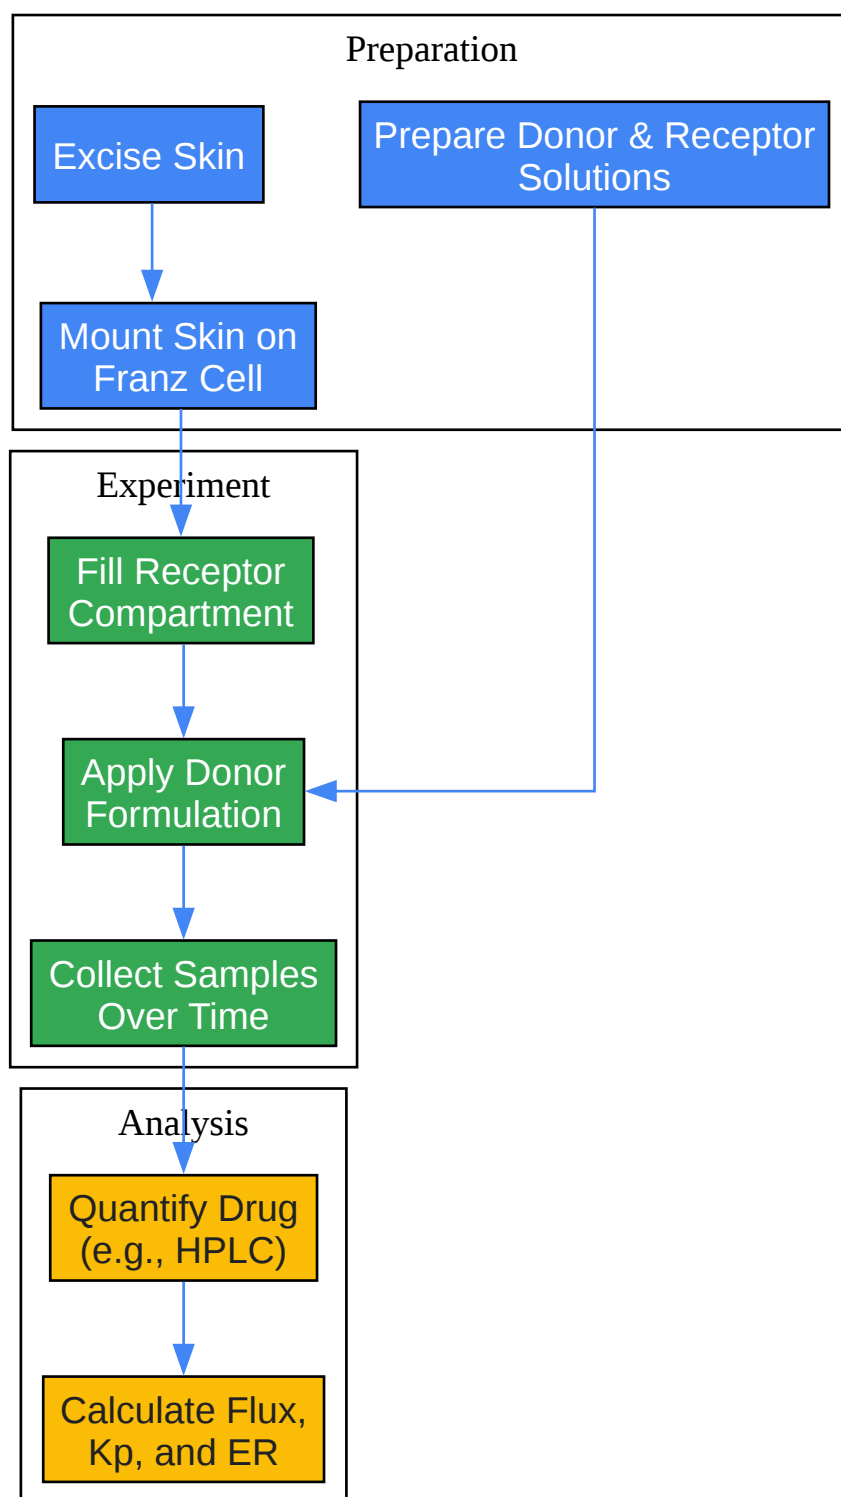 Preparation
Excise Skin
Prepare Donor & Receptor
Solutions
Mount Skin on
Franz Cell
Experiment
Fill Receptor
Compartment
Apply Donor
Formulation
Collect Samples
Over Time
Analysis
Quantify Drug
(e.g., HPLC)
Calculate Flux,
Kp, and ER